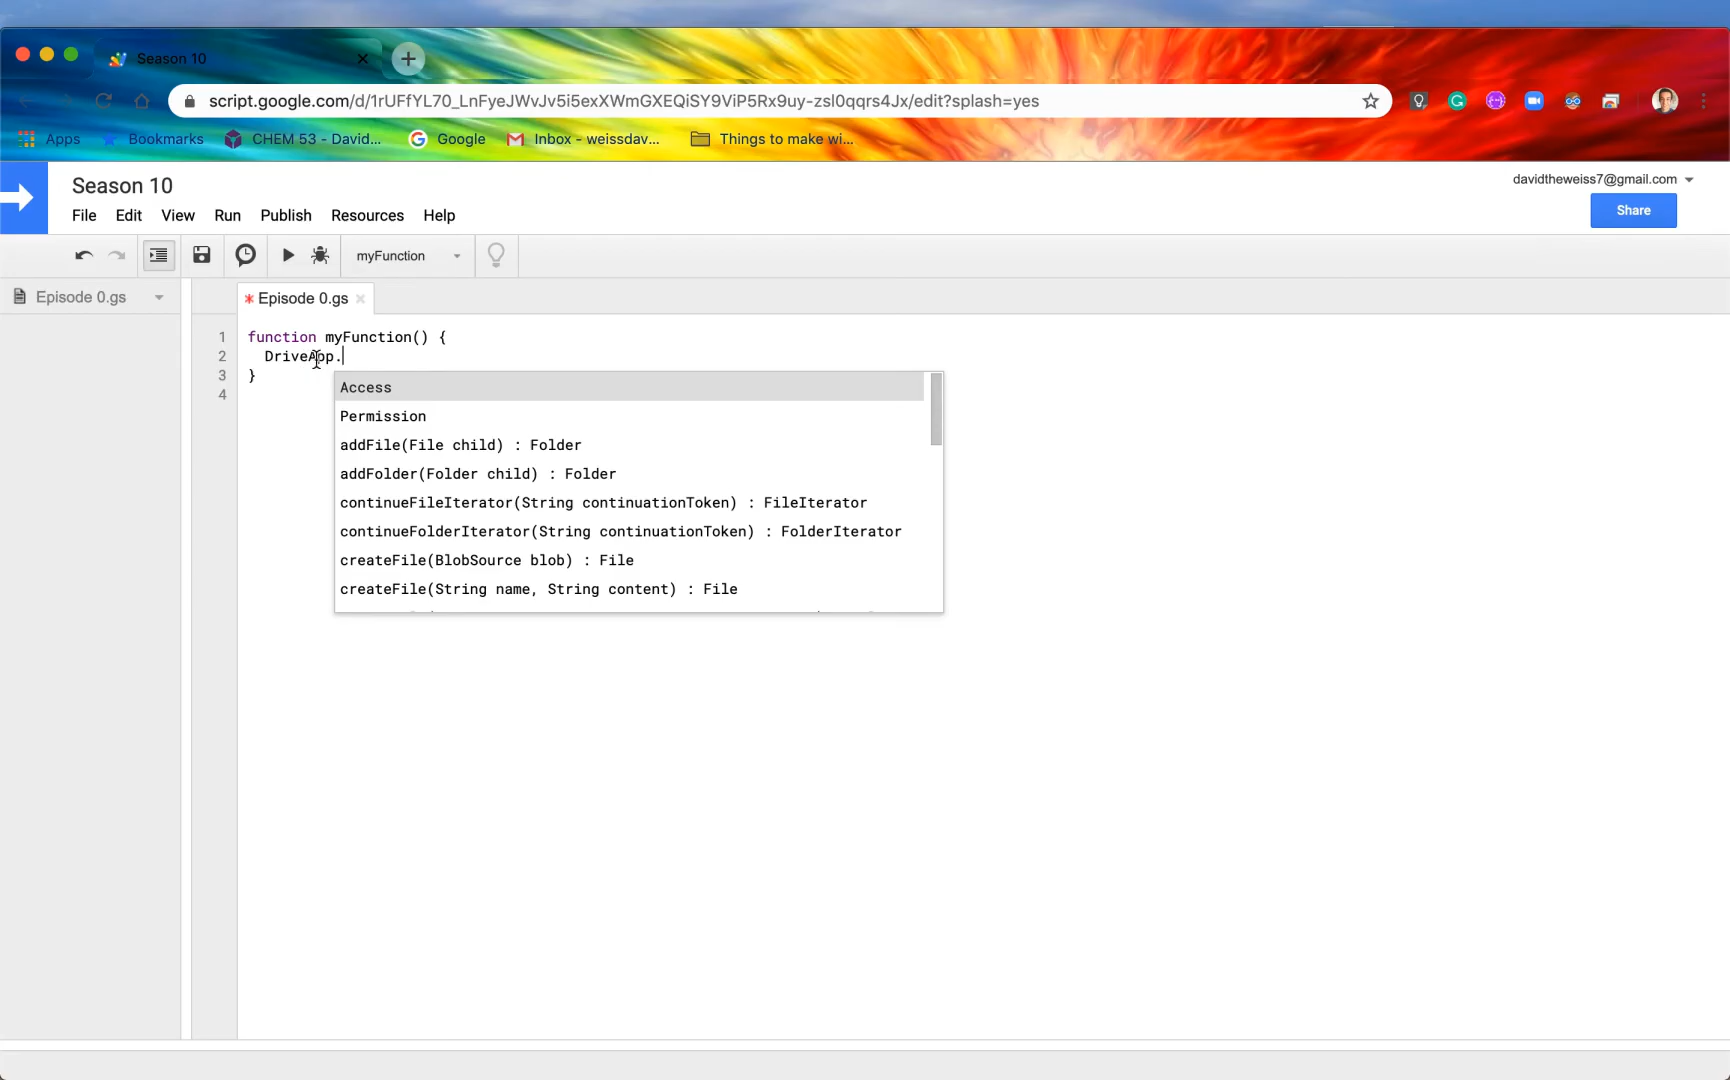 Season 10
script.google.com/d/1rUFfYL70_LnFyeJWvJv5i5exXWmGXEQiSY9ViP5Rx9uy-zsl0qqrs4Jx/edit?splash=yes
Apps Bookmarks CHEM 53 - David... Google Inbox - weissdav... Things to make wi...
Season 10
davidtheweiss7@gmail.com
File Edit View Run Publish Resources Help
Share
myFunction
Episode 0.gs
* Episode 0.gs
1 function myFunction() {
2 DriveApp.
3 }
4
Access
Permission
addFile(File child) : Folder
addFolder(Folder child) : Folder
continueFileIterator(String continuationToken) : FileIterator
continueFolderIterator(String continuationToken) : FolderIterator
createFile(BlobSource blob) : File
createFile(String name, String content) : File